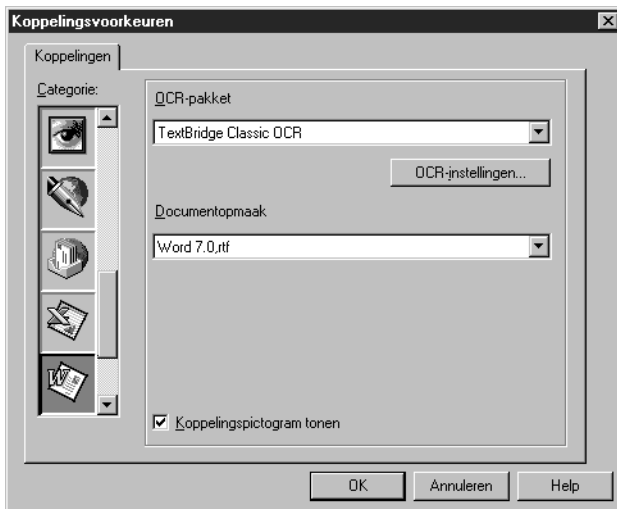 Koppelingsvoorkeuren
Koppelingen
Categorie:
OCR-pakket
TextBridge Classic OCR
OCR-instellingen...
Documentopmaak
Word 7.0,rtf
Koppelingspictogram tonen
OK
Annuleren
Help